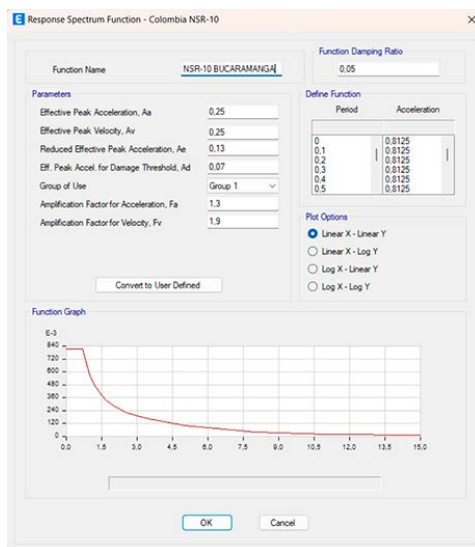 E Response Spectrum Function - Colombia NSR-10
Function Name NSR-10 BUCARAMANGA
Function Damping Ratio
0,05
Parameters
Effective Peak Acceleration, Aa 0,25
Effective Peak Velocity, Av 0,25
Reduced Effective Peak Acceleration, Ae 0,13
Eff. Peak Accel. for Damage Threshold, Ad 0,07
Group of Use Group 1
Amplification Factor for Acceleration, Fa 1,3
Amplification Factor for Velocity, Fv 1,9
Convert to User Defined
Define Function
Period Acceleration
0 0.8125
0.1 0.8125
0.2 0.8125
0.3 0.8125
0.4 0.8125
0.5 0.8125
Plot Options
Linear X - Linear Y
Linear X - Log Y
Log X - Linear Y
Log X - Log Y
Function Graph
E-3
840
720
600
480
360
240
120
0
0,0 1,5 3,0 4,5 6,0 7,5 9,0 10,5 12,0 13,5 15,0
OK Cancel